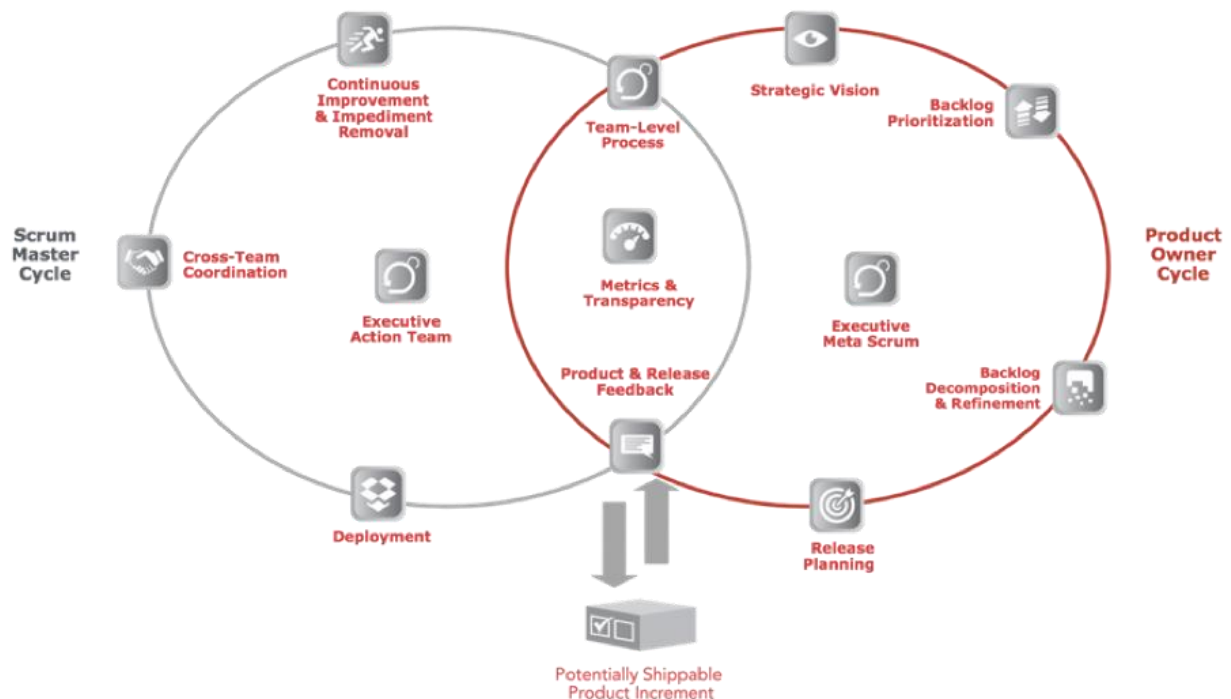 Continuous
Improvement
& Impediment
Removal
Team-Level
Process
Strategic Vision
Backlog
Prioritization
Scrum
Master
Cycle
Cross-Team
Coordination
Executive
Action Team
Metrics &
Transparency
Executive
Meta Scrum
Product
Owner
Cycle
Product & Release
Feedback
Backlog
Decomposition
& Refinement
Deployment
Release
Planning
Potentially Shippable
Product Increment